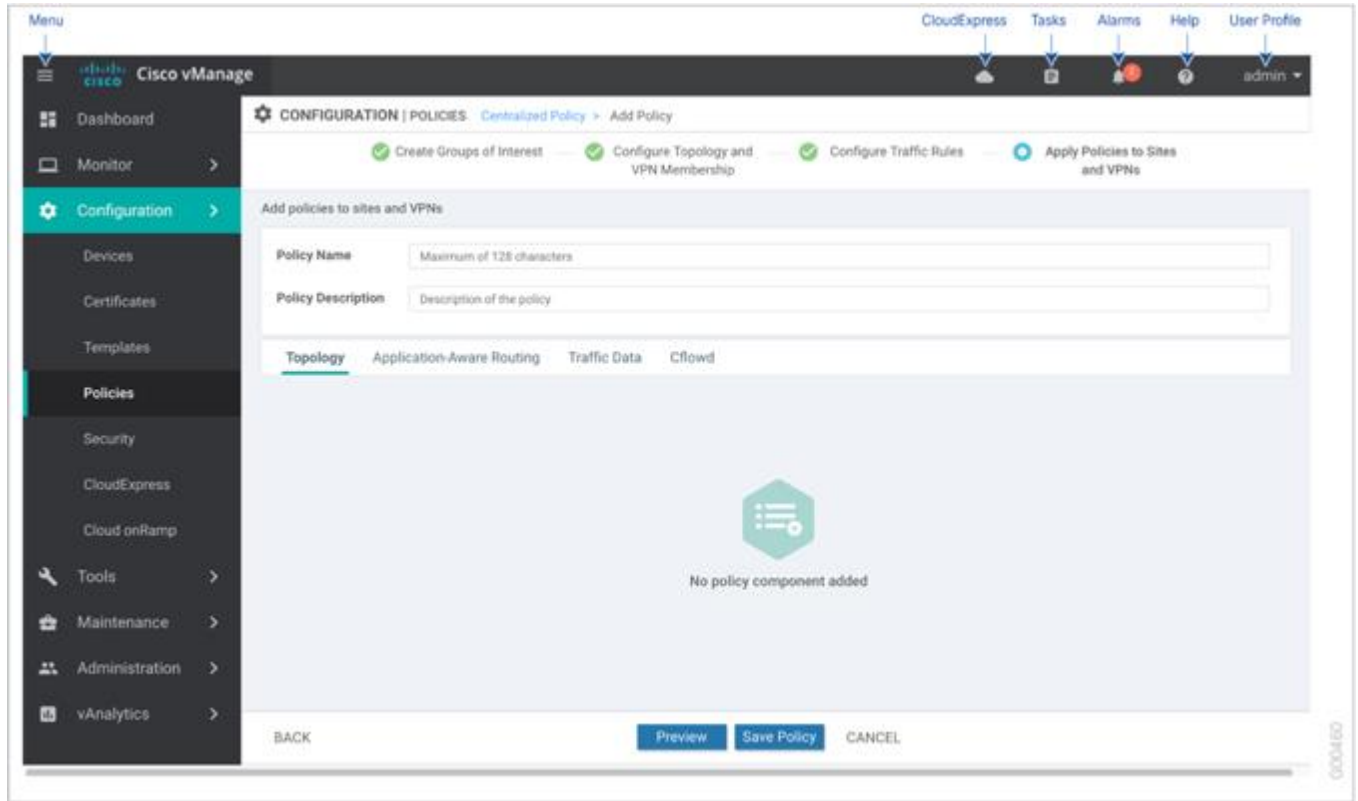 Menu CloudExpress Tasks Alarms Help User Profile
cisco Cisco vManage admin
Dashboard
Monitor
Configuration
Devices
Certificates
Templates
Policies
Security
CloudExpress
Cloud onRamp
Tools
Maintenance
Administration
vAnalytics
CONFIGURATION | POLICIES Centralized Policy > Add Policy
Create Groups of Interest Configure Topology and Configure Traffic Rules Apply Policies to Sites
VPN Membership and VPNs
Add policies to sites and VPNs
Policy Name Maximum of 128 characters
Policy Description Description of the policy
Topology Application-Aware Routing Traffic Data Cflowd
No policy component added
BACK Preview Save Policy CANCEL
G00460